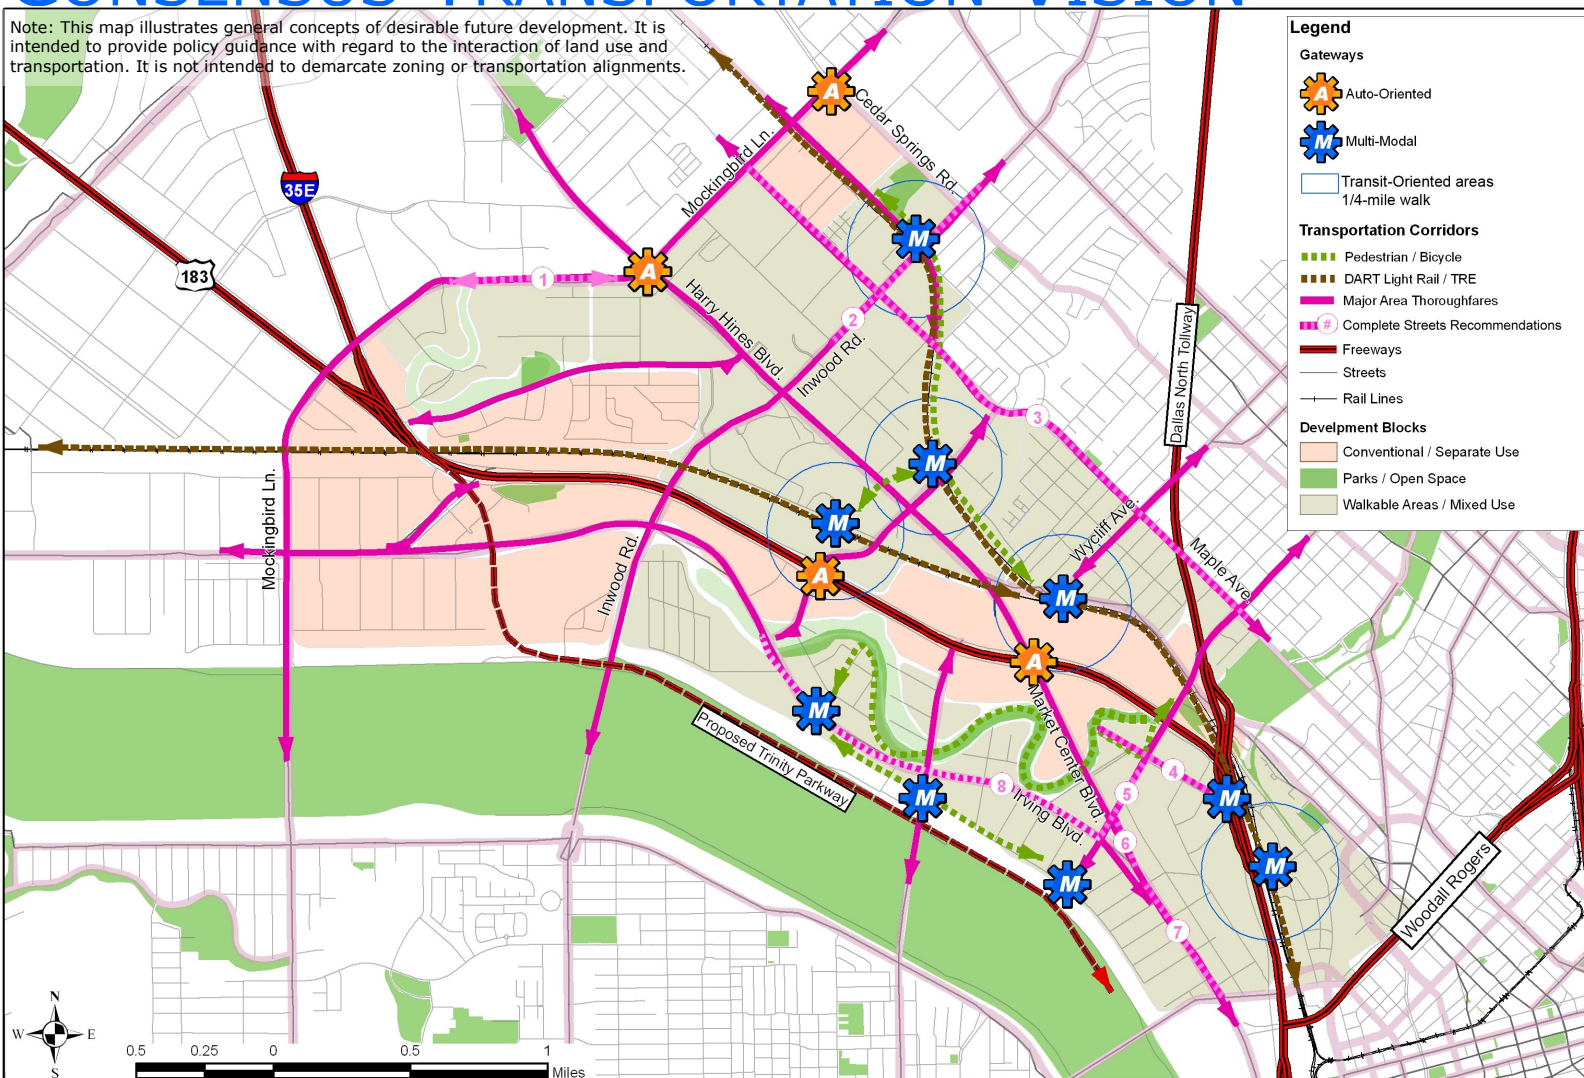 CONSENSUS TRANSPORTATION VISION
Note: This map illustrates general concepts of desirable future development. It is
intended to provide policy guidance with regard to the interaction of land use and
transportation. It is not intended to demarcate zoning or transportation alignments.
Legend
Gateways
A Auto-Oriented
M Multi-Modal
Transit-Oriented areas
1/4-mile walk
Transportation Corridors
Pedestrian / Bicycle
DART Light Rail / TRE
Major Area Thoroughfares
# Complete Streets Recommendations
Freeways
Streets
Rail Lines
Develpment Blocks
Conventional / Separate Use
Parks / Open Space
Walkable Areas / Mixed Use
A
Cedar Springs Rd.
Mockingbird Ln.
35E
183
M
A
1
Harry Hines Blvd.
2
Inwood Rd.
Dallas North Tollway
3
M
M
Mockingbird Ln.
Inwood Rd.
A
Wycliff Ave.
M
Maple Ave.
A
M
Market Center Blvd.
Proposed Trinity Parkway
4
8
5
Irving Blvd.
M
M
6
M
M
7
Woodall Rogers
N
W
E
S
0.5
0.25
0
0.5
1
Miles